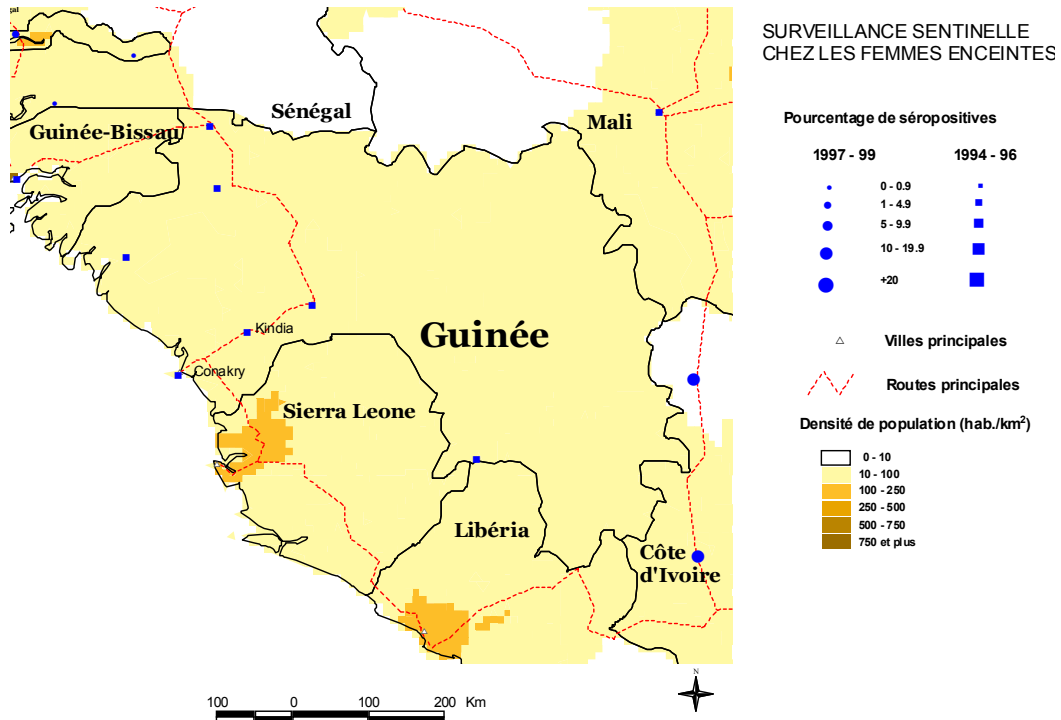 SURVEILLANCE SENTINELLE
CHEZ LES FEMMES ENCEINTES
Sénégal
Guinée-Bissau
Mali
Kindia
Guinée
Conakry
Sierra Leone
Libéria
Côte
d'Ivoire
Pourcentage de séropositives
1997 - 99 1994 - 96
0 - 0.9
1 - 4.9
5 - 9.9
10 - 19.9
+20
Villes principales
Routes principales
Densité de population (hab./km²)
0 - 10
10 - 100
100 - 250
250 - 500
500 - 750
750 et plus
100 0 100 200 Km
N